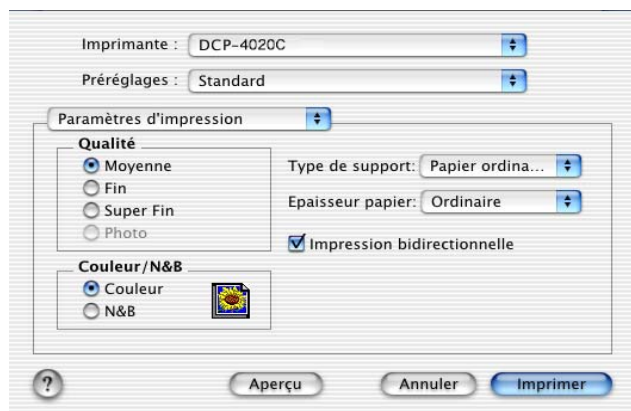 Imprimante : DCP-4020C
Préréglages : Standard
Paramètres d'impression
Qualité
Moyenne
Fin
Super Fin
Photo
Type de support: Papier ordina...
Epaisseur papier: Ordinaire
Impression bidirectionnelle
Couleur/N&B
Couleur
N&B
? Aperçu Annuler Imprimer